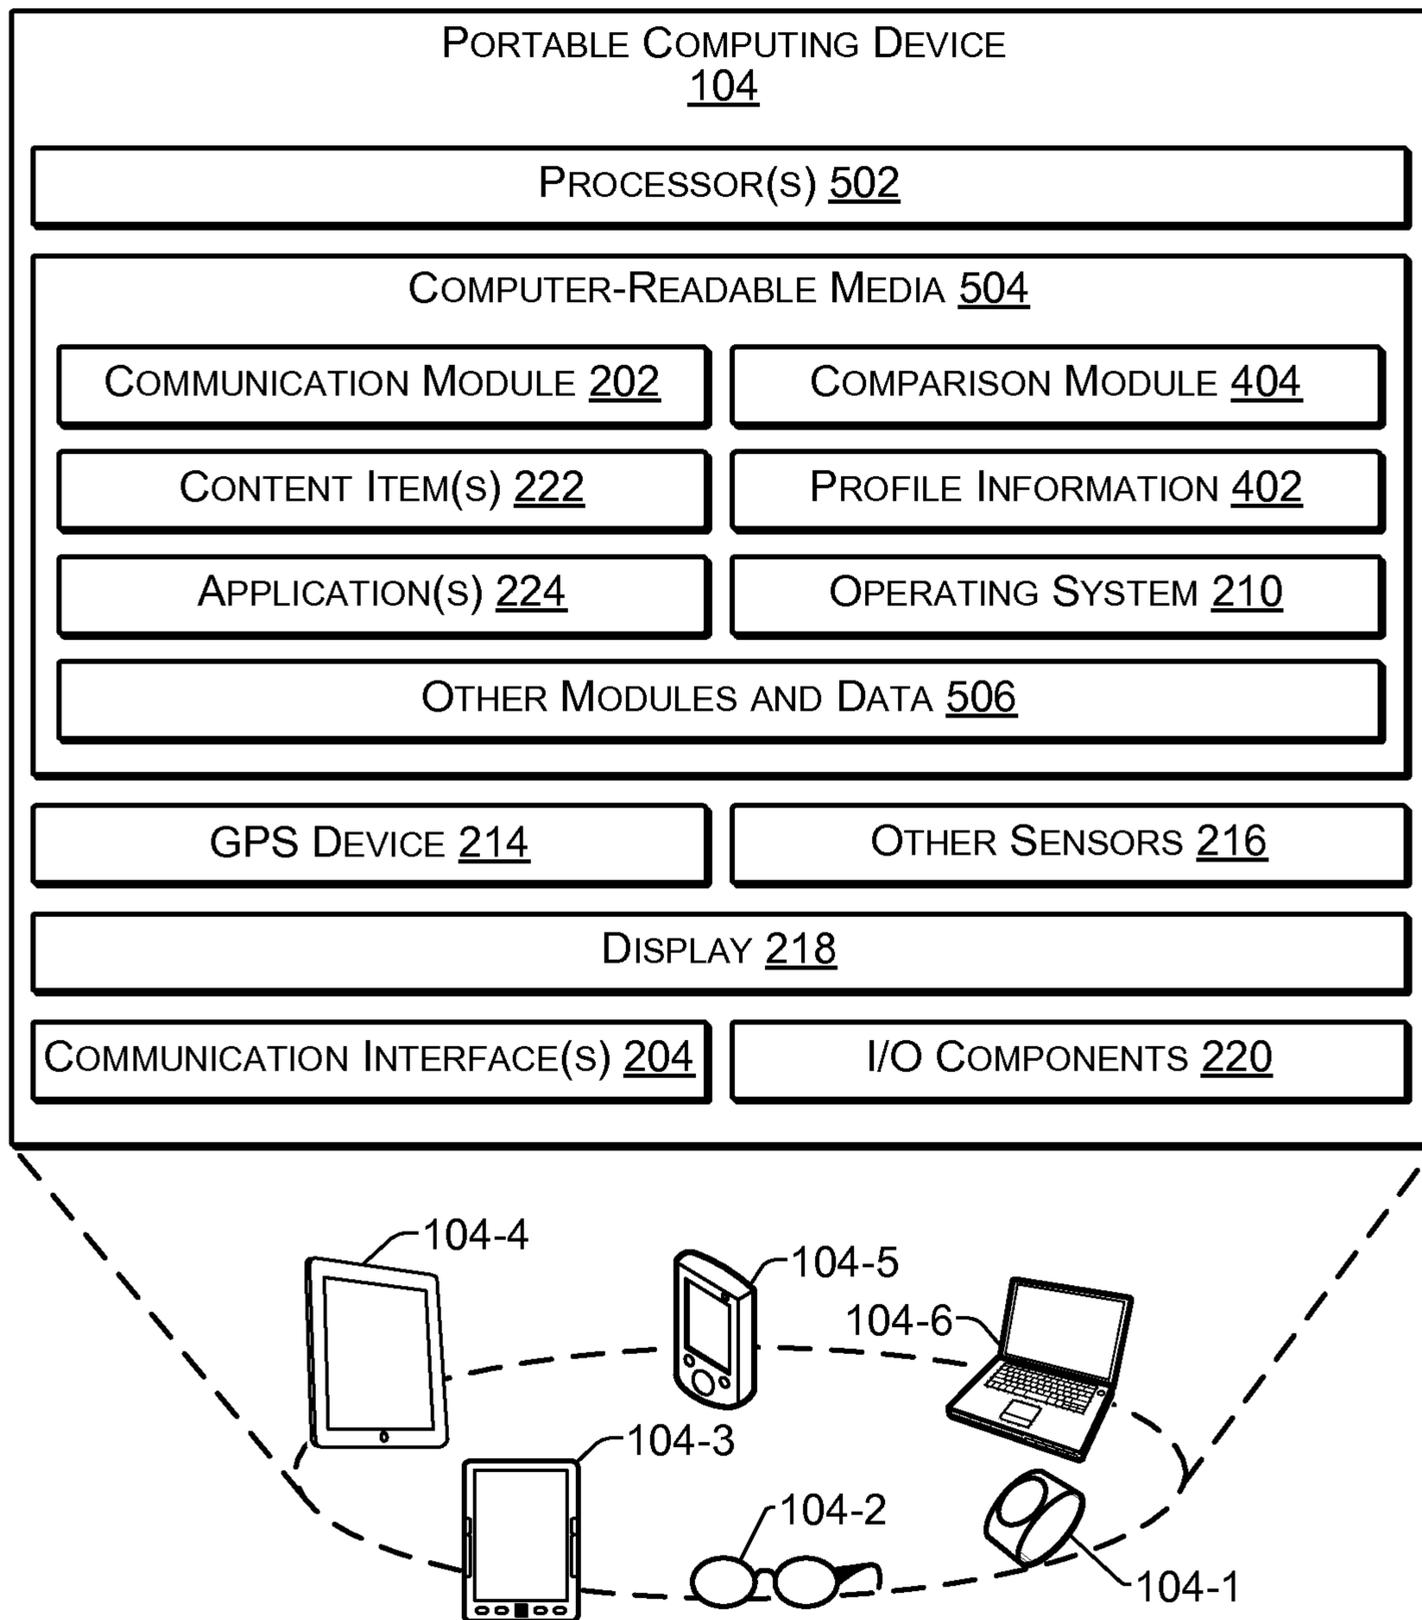 PORTABLE COMPUTING DEVICE
104
PROCESSOR(S) 502
COMPUTER-READABLE MEDIA 504
COMMUNICATION MODULE 202
COMPARISON MODULE 404
CONTENT ITEM(S) 222
PROFILE INFORMATION 402
APPLICATION(S) 224
OPERATING SYSTEM 210
OTHER MODULES AND DATA 506
GPS DEVICE 214
OTHER SENSORS 216
DISPLAY 218
COMMUNICATION INTERFACE(S) 204
I/O COMPONENTS 220
104-4
104-5
104-6
104-3
104-2
104-1